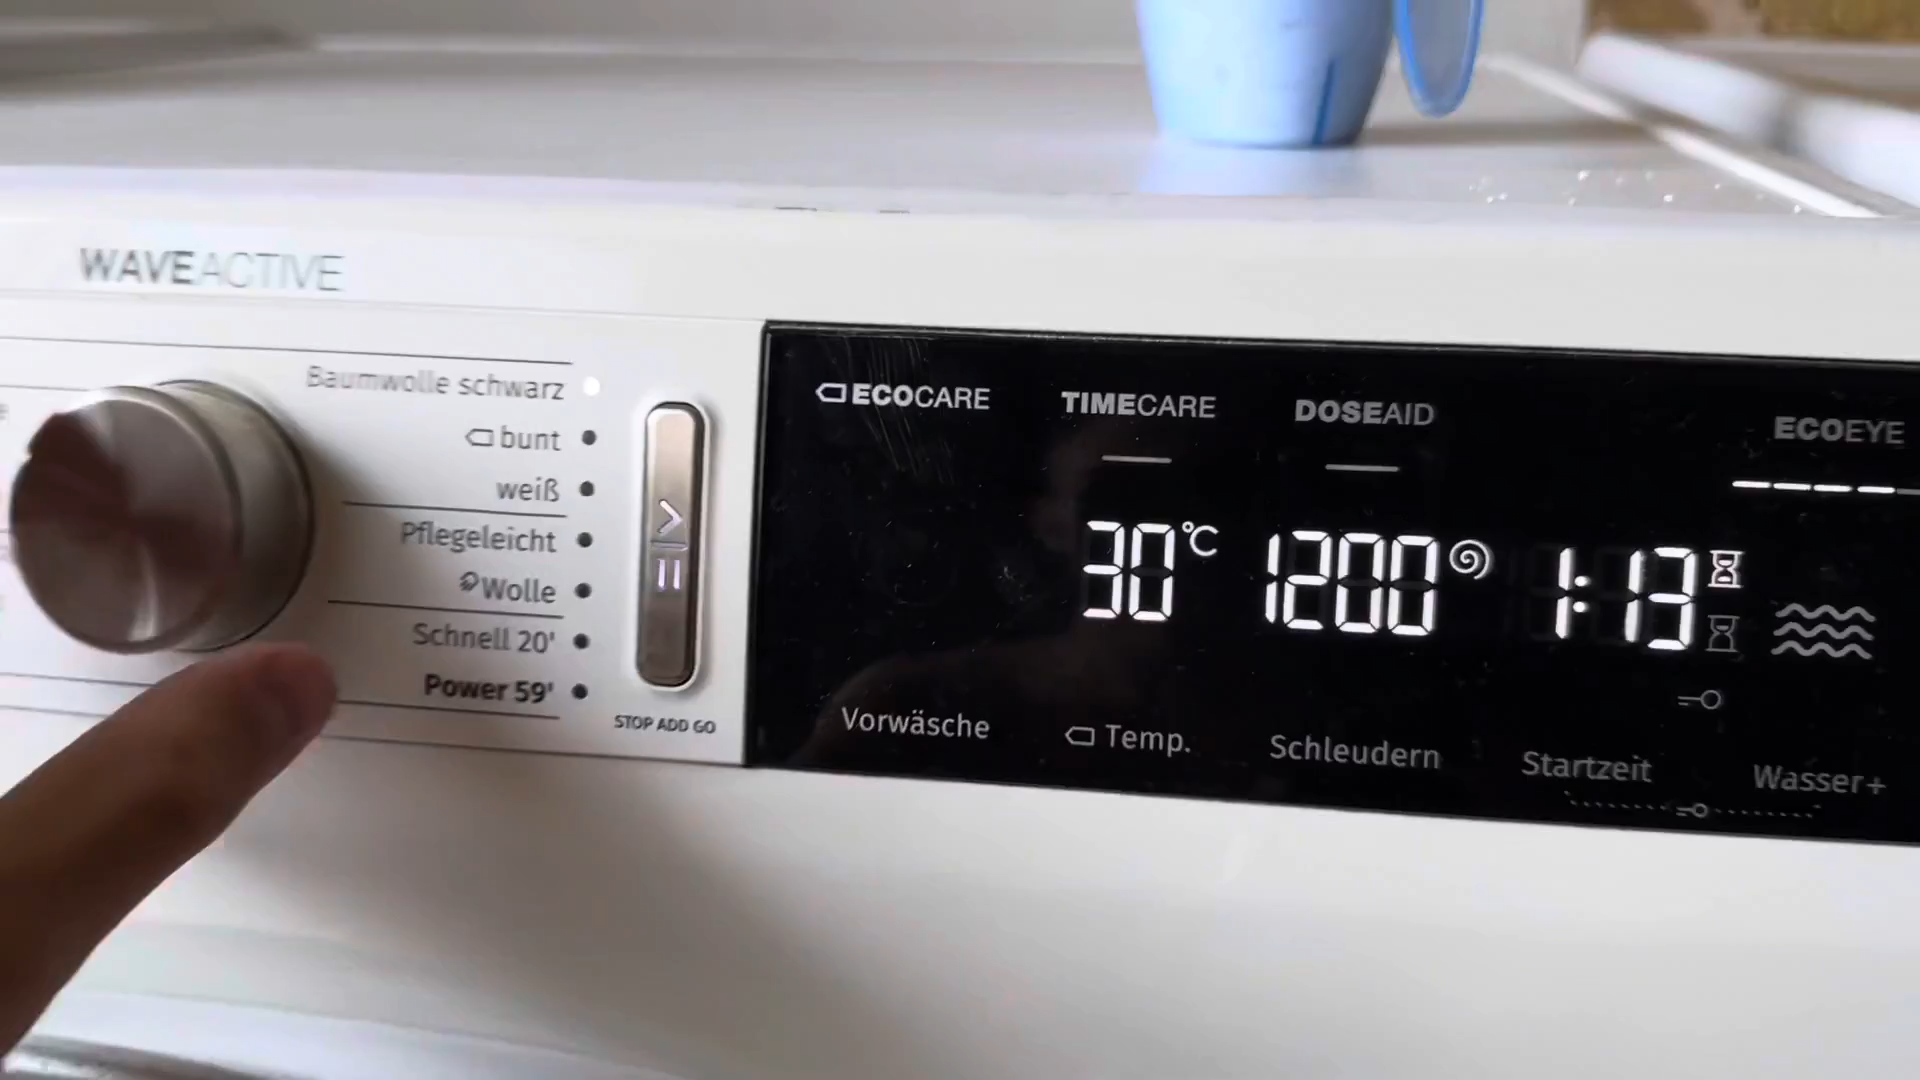 WAVEACTIVE
Baumwolle schwarz
bunt
weiß
Pflegeleicht
Wolle
Schnell 20'
Power 59'
STOP ADD GO
ECOCARE
TIMECARE
DOSEAID
ECOEYE
30°C
1200
1:13
Vorwäsche
Temp.
Schleudern
Startzeit
Wasser+